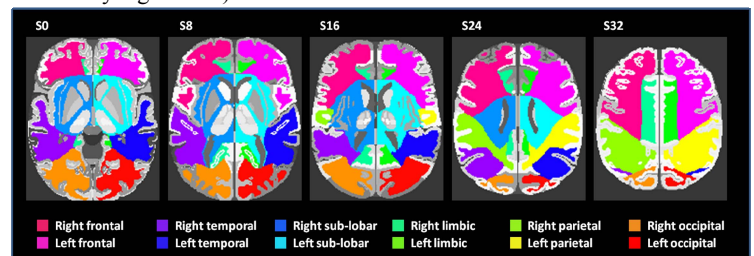 S0 S8 S16 S24 S32
Right frontal Right temporal Right sub-lobar Right limbic Right parietal Right occipital
Left frontal Left temporal Left sub-lobar Left limbic Left parietal Left occipital